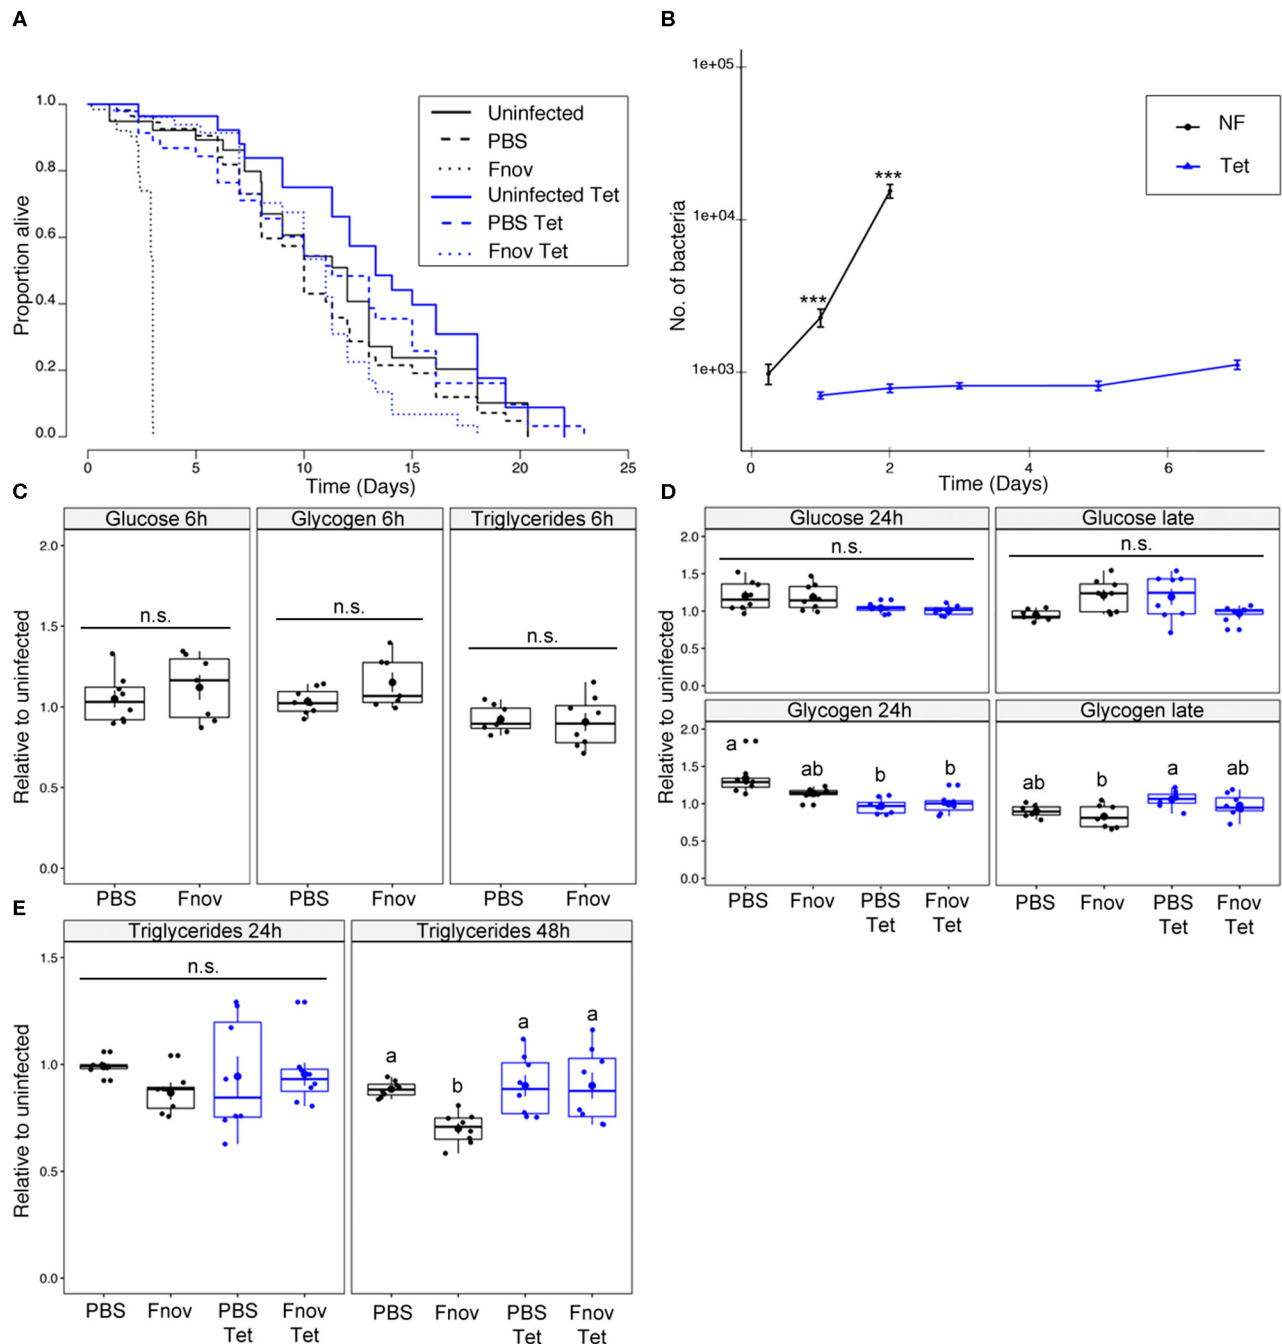 A
1.0
0.8
0.6
0.4
0.2
0.0
Proportion alive
0 5 10 15 20 25
Time (Days)
Uninfected
PBS
Fnov
Uninfected Tet
PBS Tet
Fnov Tet
B
1e+05
1e+04
1e+03
No. of bacteria
***
***
0 2 4 6
Time (Days)
NF
Tet
C
Glucose 6h Glycogen 6h Triglycerides 6h
2.0
1.5
1.0
0.5
0.0
Relative to uninfected
n.s. n.s. n.s.
PBS Fnov PBS Fnov PBS Fnov
D
Glucose 24h Glucose late
2.0
1.5
1.0
0.5
0.0
n.s. n.s.
Relative to uninfected
Glycogen 24h Glycogen late
2.0
1.5
1.0
0.5
0.0
a ab b b ab b a ab
PBS Fnov PBS Fnov PBS Fnov PBS Fnov
Tet Tet Tet Tet
E
Triglycerides 24h Triglycerides 48h
1.5
1.0
0.5
0.0
Relative to uninfected
n.s. a b a a
PBS Fnov PBS Fnov PBS Fnov PBS Fnov
Tet Tet Tet Tet